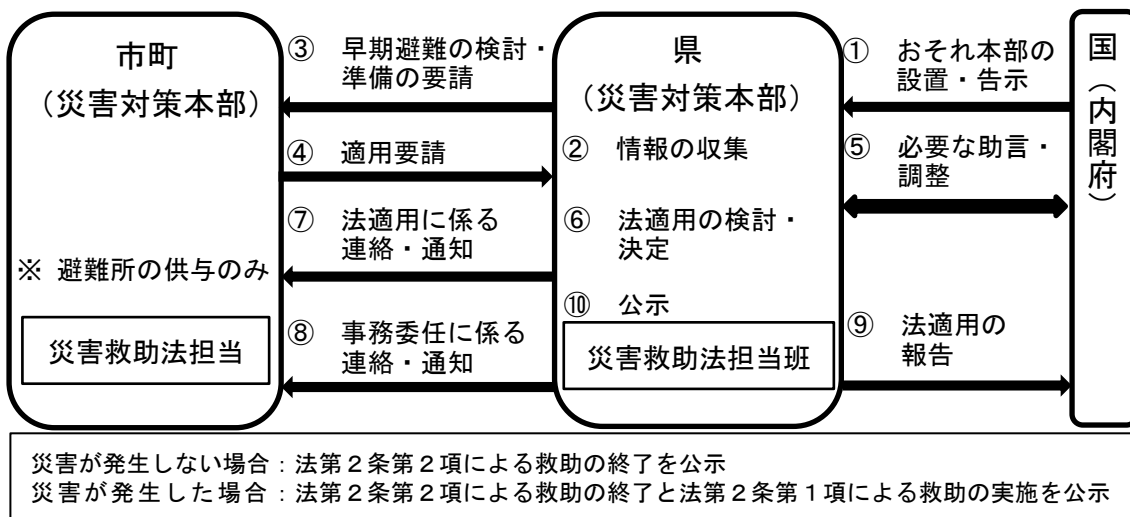 市町
（災害対策本部）
※ 避難所の供与のみ
災害救助法担当
③ 早期避難の検討・
準備の要請
④ 適用要請
⑦ 法適用に係る
連絡・通知
⑧ 事務委任に係る
連絡・通知
県
（災害対策本部）
② 情報の収集
⑥ 法適用の検討・
決定
⑩ 公示
災害救助法担当班
① おそれ本部の
設置・告示
⑤ 必要な助言・
調整
⑨ 法適用の
報告
国（内閣府）
災害が発生しない場合：法第２条第２項による救助の終了を公示
災害が発生した場合：法第２条第２項による救助の終了と法第２条第１項による救助の実施を公示